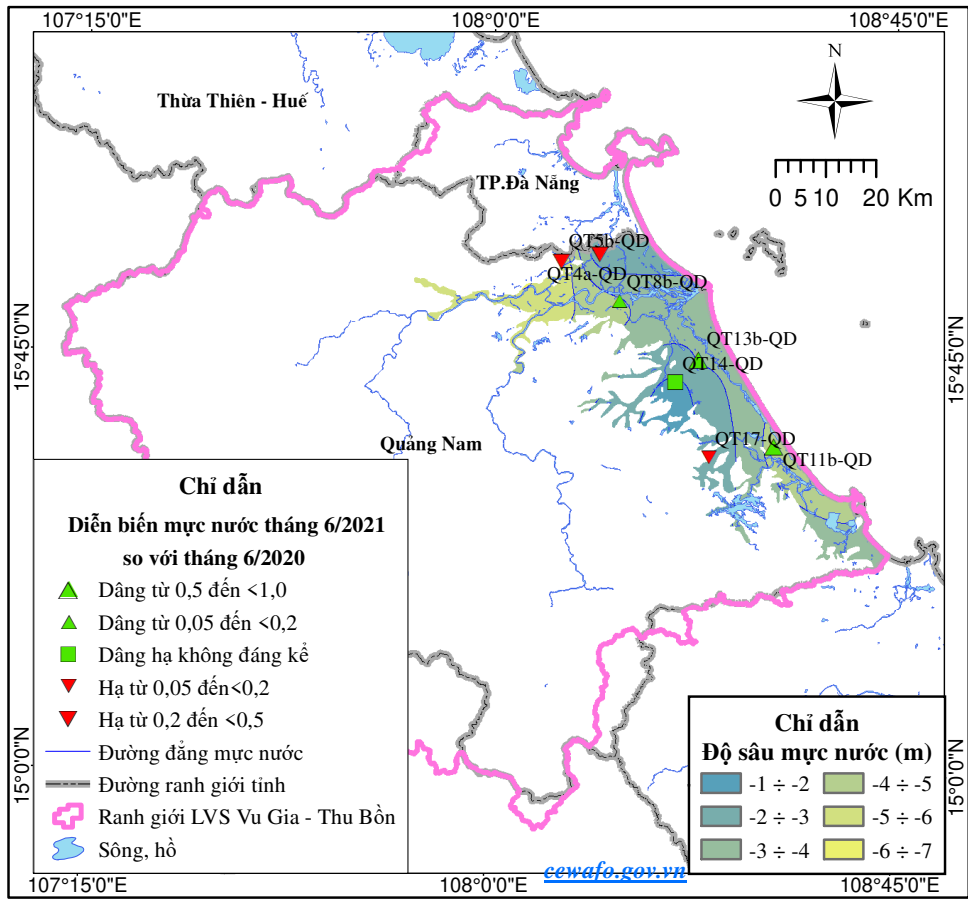 107°15'0"E 108°0'0"E 108°45'0"E
N
Thừa Thiên - Huế
TP.Đà Nẵng
0 5 10 20 Km
QT5b-QD
QT4a-QD
QT8b-QD
QT13b-QD
QT14-QD
QT17-QD
QT11b-QD
Quảng Nam
15°45'0"N
15°45'0"N
15°0'0"N
15°0'0"N
Chỉ dẫn
Diễn biến mực nước tháng 6/2021
so với tháng 6/2020
Dâng từ 0,5 đến <1,0
Dâng từ 0,05 đến <0,2
Dâng hạ không đáng kể
Hạ từ 0,05 đến<0,2
Hạ từ 0,2 đến <0,5
Đường đẳng mực nước
Đường ranh giới tỉnh
Ranh giới LVS Vu Gia - Thu Bồn
Sông, hồ
Chỉ dẫn
Độ sâu mực nước (m)
-1 ÷ -2 -4 ÷ -5
-2 ÷ -3 -5 ÷ -6
-3 ÷ -4 -6 ÷ -7
cewafo.gov.vn
107°15'0"E 108°0'0"E 108°45'0"E